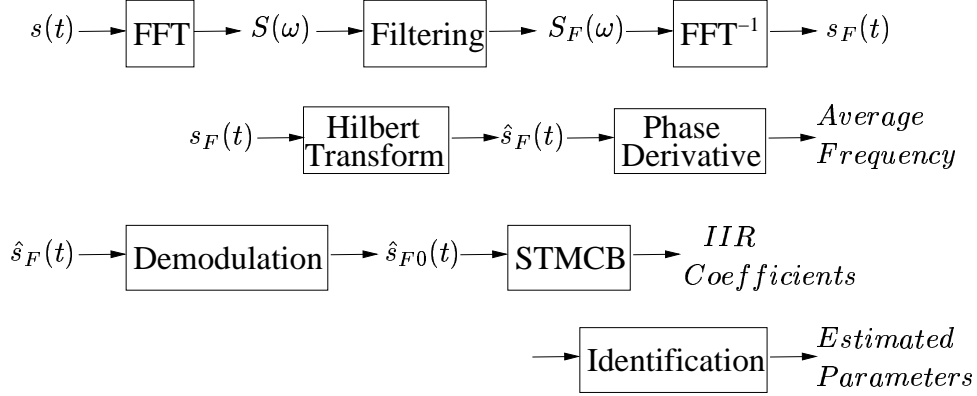 s(t) FFT S(ω) Filtering S_F(ω) FFT⁻¹ s_F(t)
s_F(t) Hilbert Transform ŝ_F(t) Phase Derivative Average Frequency
ŝ_F(t) Demodulation ŝ_F0(t) STMCB IIR Coefficients
Identification Estimated Parameters